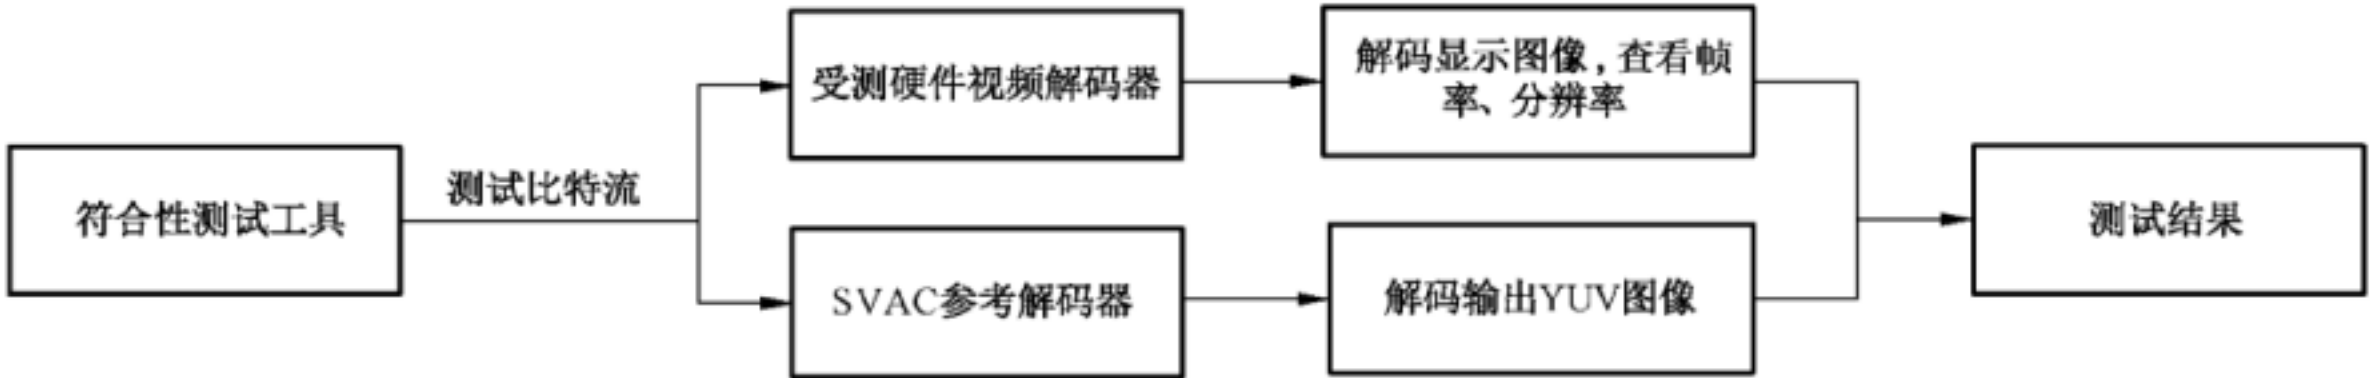 符合性测试工具
测试比特流
受测硬件视频解码器
解码显示图像,查看帧
率、分辨率
SVAC参考解码器
解码输出YUV图像
测试结果